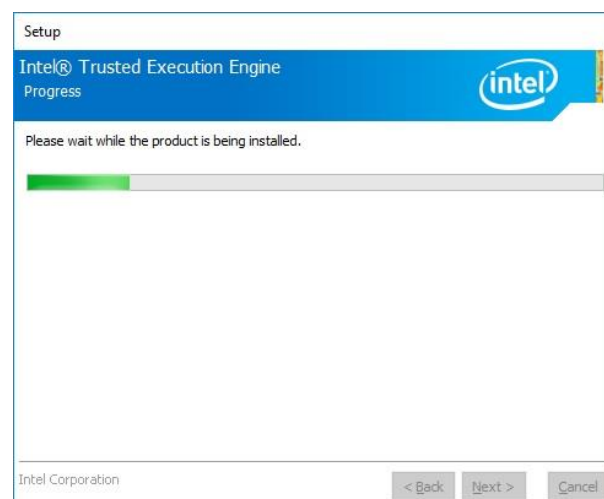 Setup
Intel® Trusted Execution Engine
Progress
intel
Please wait while the product is being installed.
Intel Corporation
< Back Next > Cancel